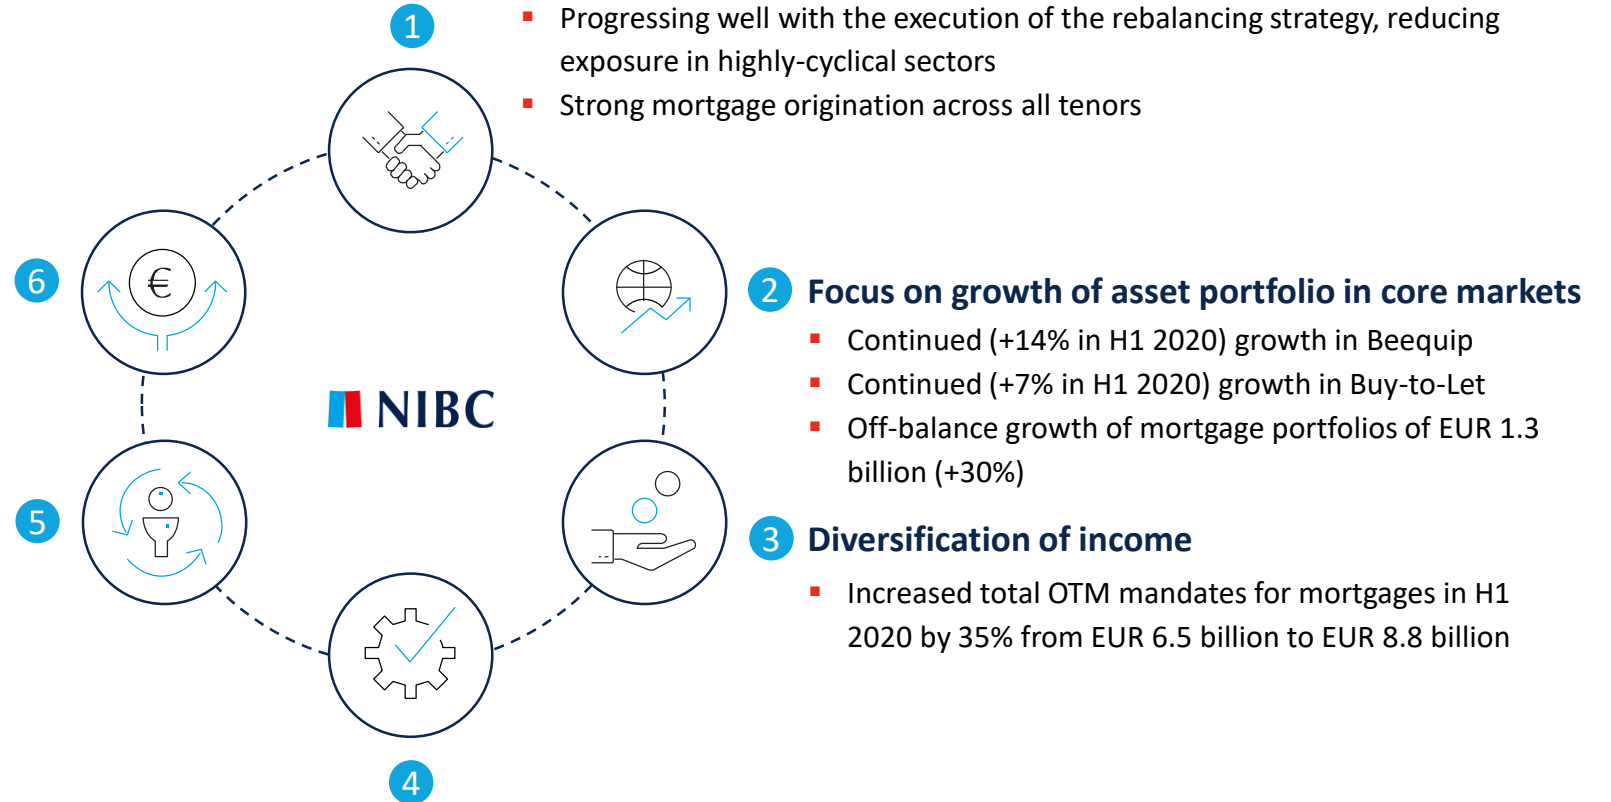 1
▪ Progressing well with the execution of the rebalancing strategy, reducing
exposure in highly-cyclical sectors
▪ Strong mortgage origination across all tenors
6
€
2 Focus on growth of asset portfolio in core markets
▪ Continued (+14% in H1 2020) growth in Beequip
▪ Continued (+7% in H1 2020) growth in Buy-to-Let
▪ Off-balance growth of mortgage portfolios of EUR 1.3
billion (+30%)
NIBC
5
3 Diversification of income
▪ Increased total OTM mandates for mortgages in H1
2020 by 35% from EUR 6.5 billion to EUR 8.8 billion
4